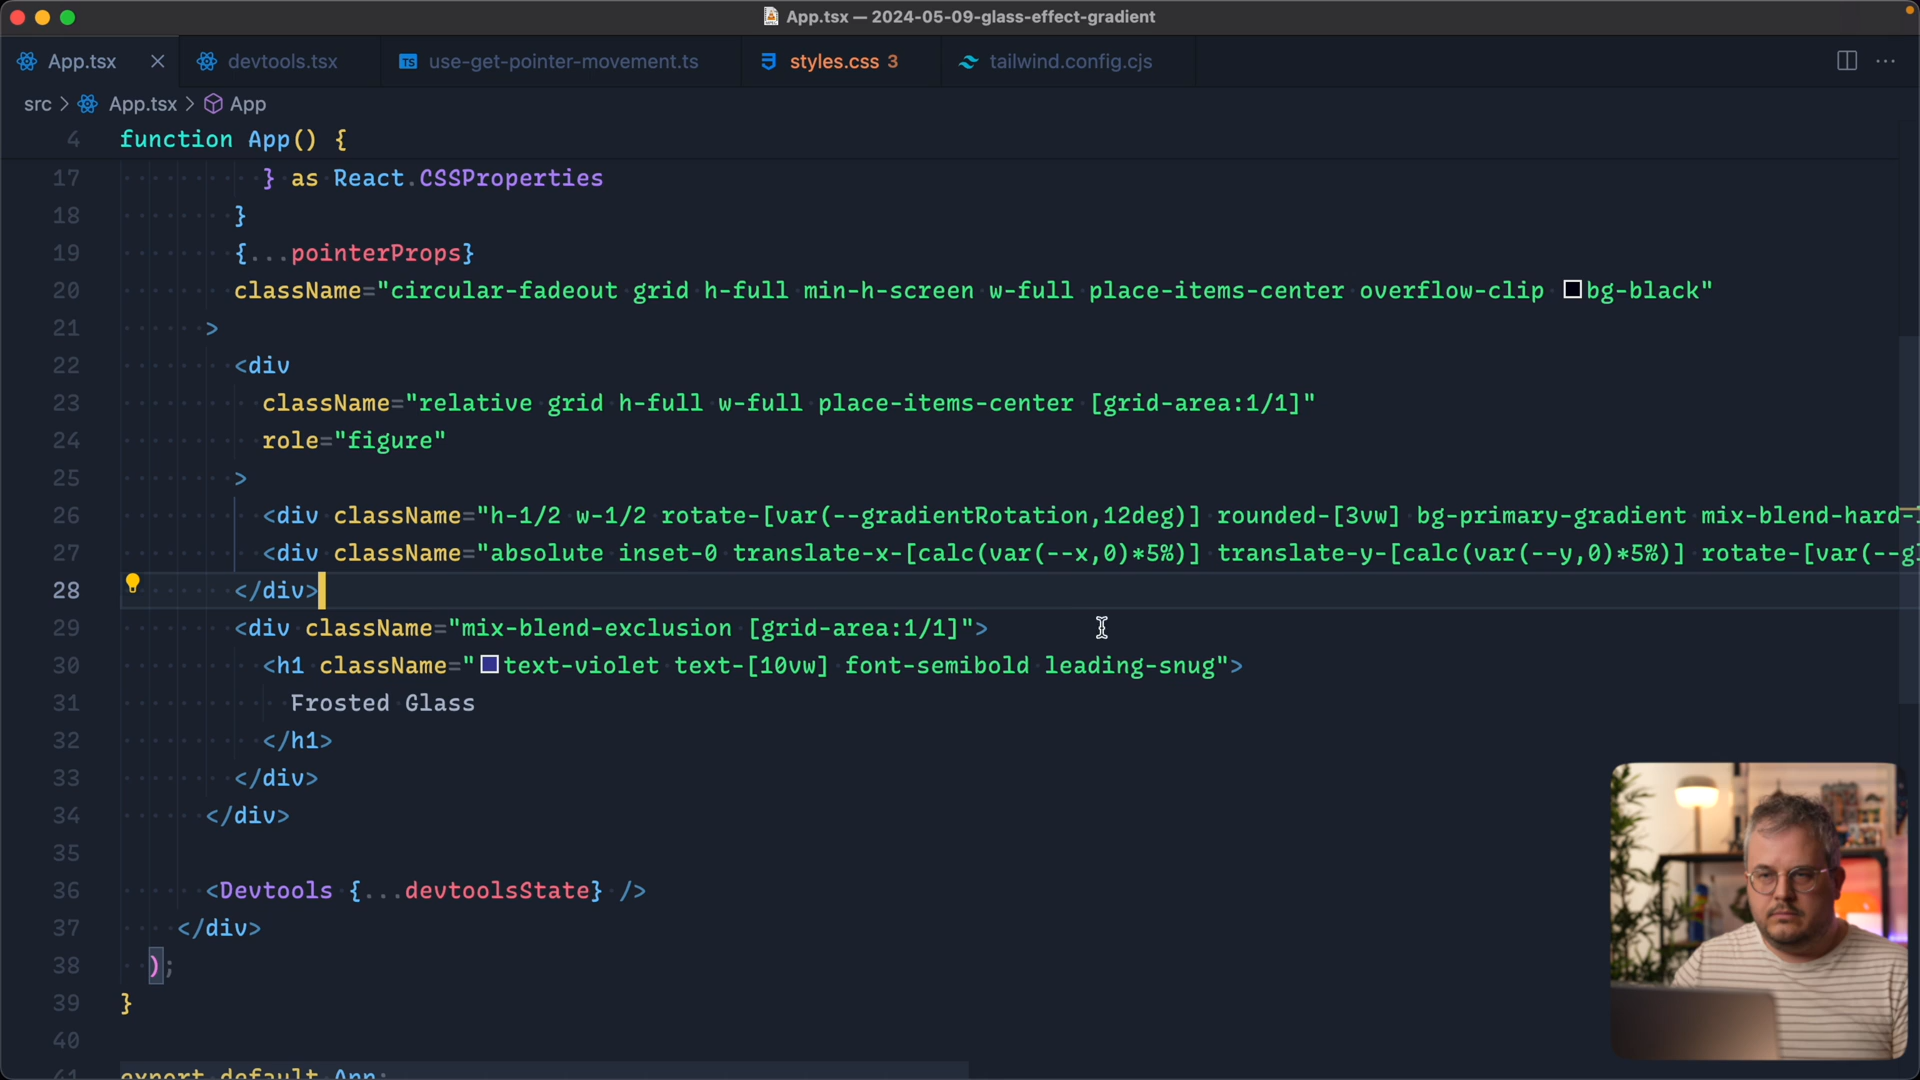 App.tsx — 2024-05-09-glass-effect-gradient
App.tsx devtools.tsx TS use-get-pointer-movement.ts styles.css 3 tailwind.config.cjs
src > App.tsx > App
4 function App() {
17 } as React.CSSProperties
18 }
19 {...pointerProps}
20 className="circular-fadeout grid h-full min-h-screen w-full place-items-center overflow-clip bg-black"
21 >
22 <div
23 className="relative grid h-full w-full place-items-center [grid-area:1/1]"
24 role="figure"
25 >
26 <div className="h-1/2 w-1/2 rotate-[var(--gradientRotation,12deg)] rounded-[3vw] bg-primary-gradient mix-blend-hard-
27 <div className="absolute inset-0 translate-x-[calc(var(--x,0)*5%)] translate-y-[calc(var(--y,0)*5%)] rotate-[var(--g
28 </div>
29 <div className="mix-blend-exclusion [grid-area:1/1]">
30 <h1 className="text-violet text-[10vw] font-semibold leading-snug">
31 Frosted Glass
32 </h1>
33 </div>
34 </div>
35
36 <Devtools {...devtoolsState} />
37 </div>
38 );
39 }
40
41 export default App;